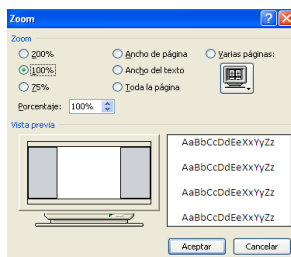 Zoom
Zoom
200% Ancho de página Varias páginas:
100% Ancho del texto
75% Toda la página
Porcentaje: 100%
Vista previa
AaBbCcDdEeXxYyZz
AaBbCcDdEeXxYyZz
AaBbCcDdEeXxYyZz
AaBbCcDdEeXxYyZz
Aceptar Cancelar